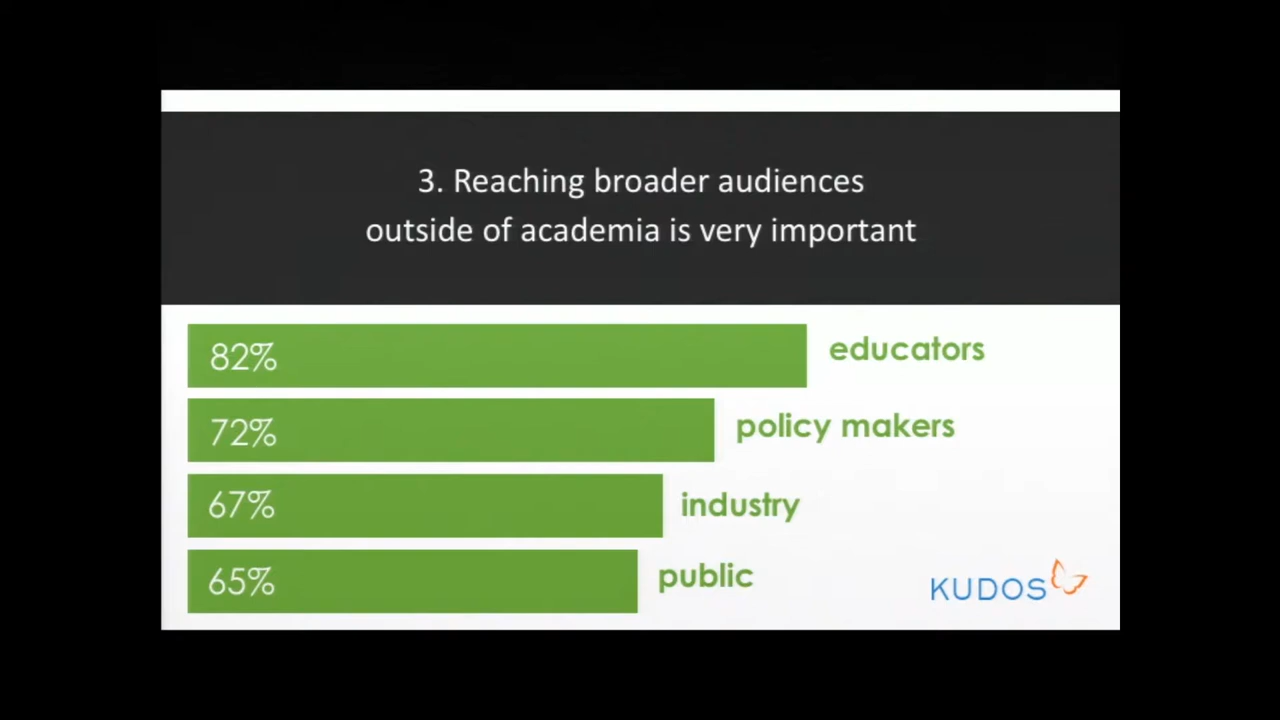 3. Reaching broader audiences
outside of academia is very important
82% educators
72% policy makers
67% industry
65% public
KUDOS